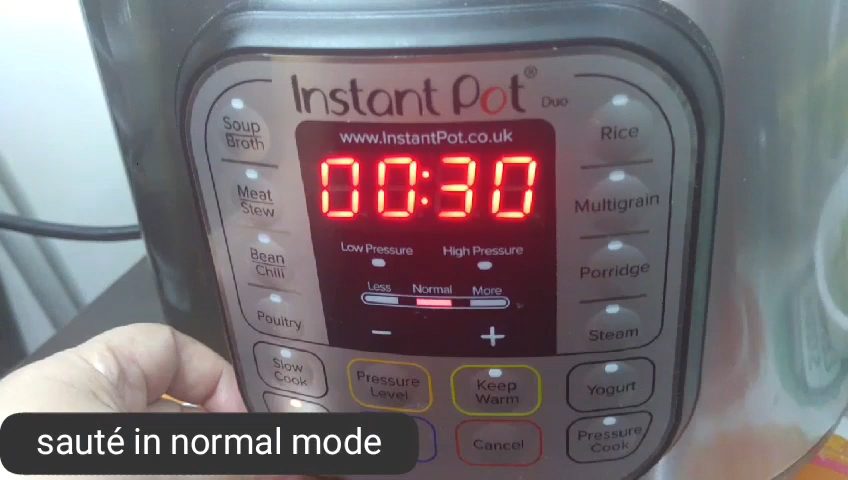 Instant Pot® Duo
www.InstantPot.co.uk
00:30
Low Pressure High Pressure
Less Normal More
− +
Soup
Broth
Meat
Stew
Bean
Chili
Poultry
Slow
Cook
Rice
Multigrain
Porridge
Steam
Yogurt
Pressure
Cook
Pressure
Level
Keep
Warm
Cancel
sauté in normal mode